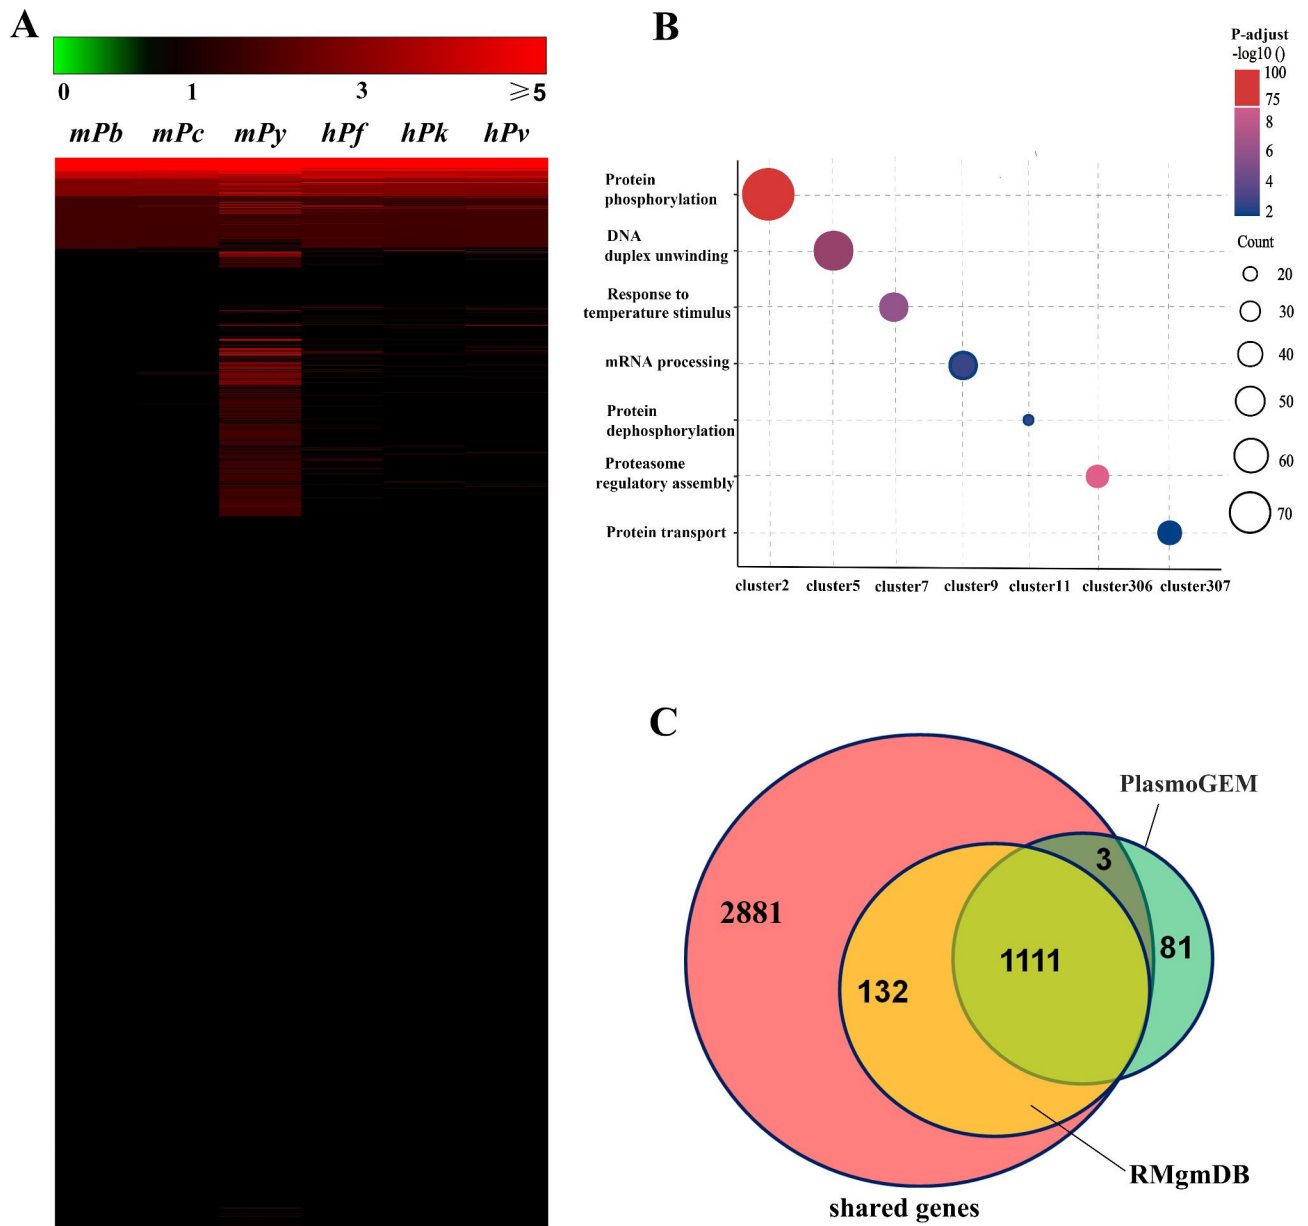 A
0 1 3 ⩾5
mPb mPc mPy hPf hPk hPv
B
P-adjust
-log10 ()
100
75
8
6
4
2
Count
20
30
40
50
60
70
Protein
phosphorylation
DNA
duplex unwinding
Response to
temperature stimulus
mRNA processing
Protein
dephosphorylation
Proteasome
regulatory assembly
Protein transport
cluster2 cluster5 cluster7 cluster9 cluster11 cluster306 cluster307
C
PlasmoGEM
3
2881
81
1111
132
RMgmDB
shared genes